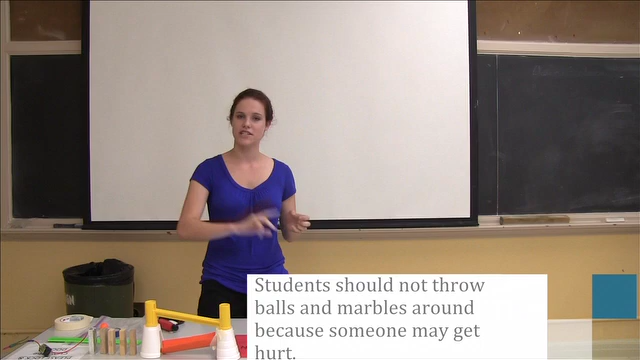 Students should not throw
balls and marbles around
because someone may get
hurt.